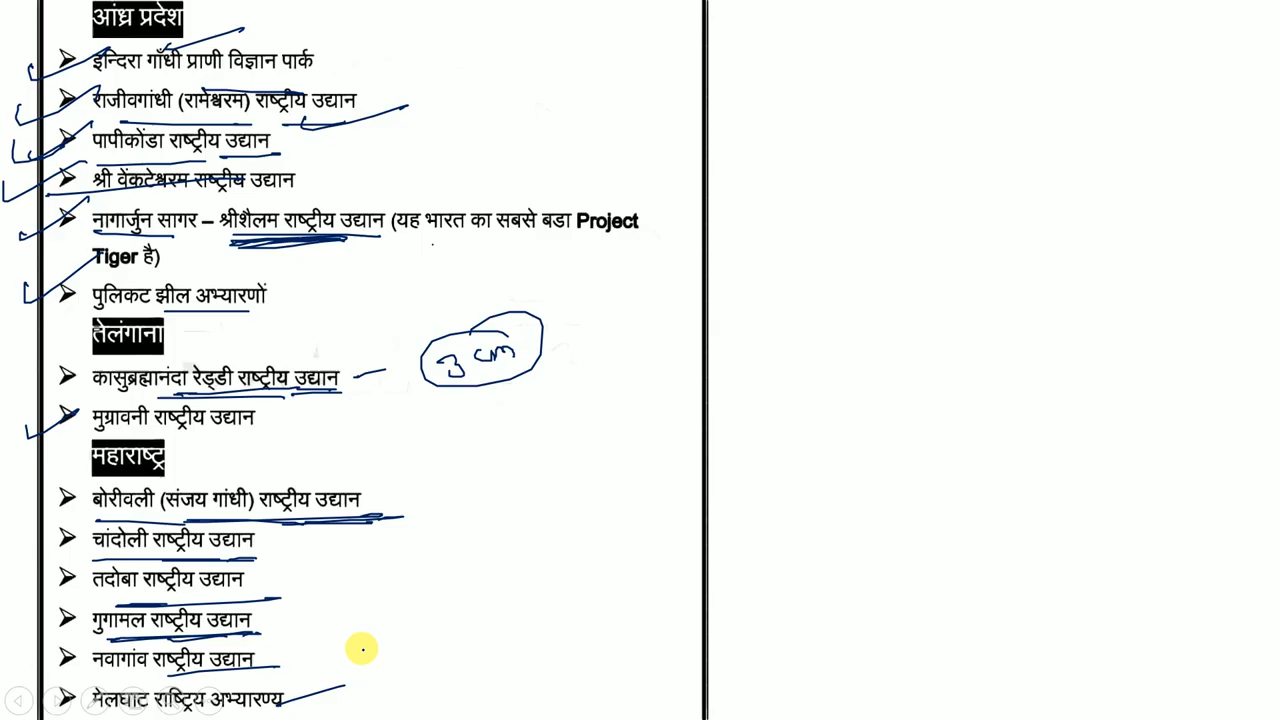 आंध्र प्रदेश
इन्दिरा गाँधी प्राणी विज्ञान पार्क
राजीवगांधी (रामेश्वरम) राष्ट्रीय उद्यान
पापीकोंडा राष्ट्रीय उद्यान
श्री वेंकटेश्वरम राष्ट्रीय उद्यान
नागार्जुन सागर – श्रीशैलम राष्ट्रीय उद्यान (यह भारत का सबसे बडा Project
Tiger है)
पुलिकट झील अभ्यारणों
तेलंगाना
3 cm
कासुब्रह्मानंदा रेड्डी राष्ट्रीय उद्यान
मुग्रावनी राष्ट्रीय उद्यान
महाराष्ट्र
बोरीवली (संजय गांधी) राष्ट्रीय उद्यान
चांदोली राष्ट्रीय उद्यान
तदोबा राष्ट्रीय उद्यान
गुगामल राष्ट्रीय उद्यान
नवागांव राष्ट्रीय उद्यान
मेलघाट राष्ट्रिय अभ्यारण्य